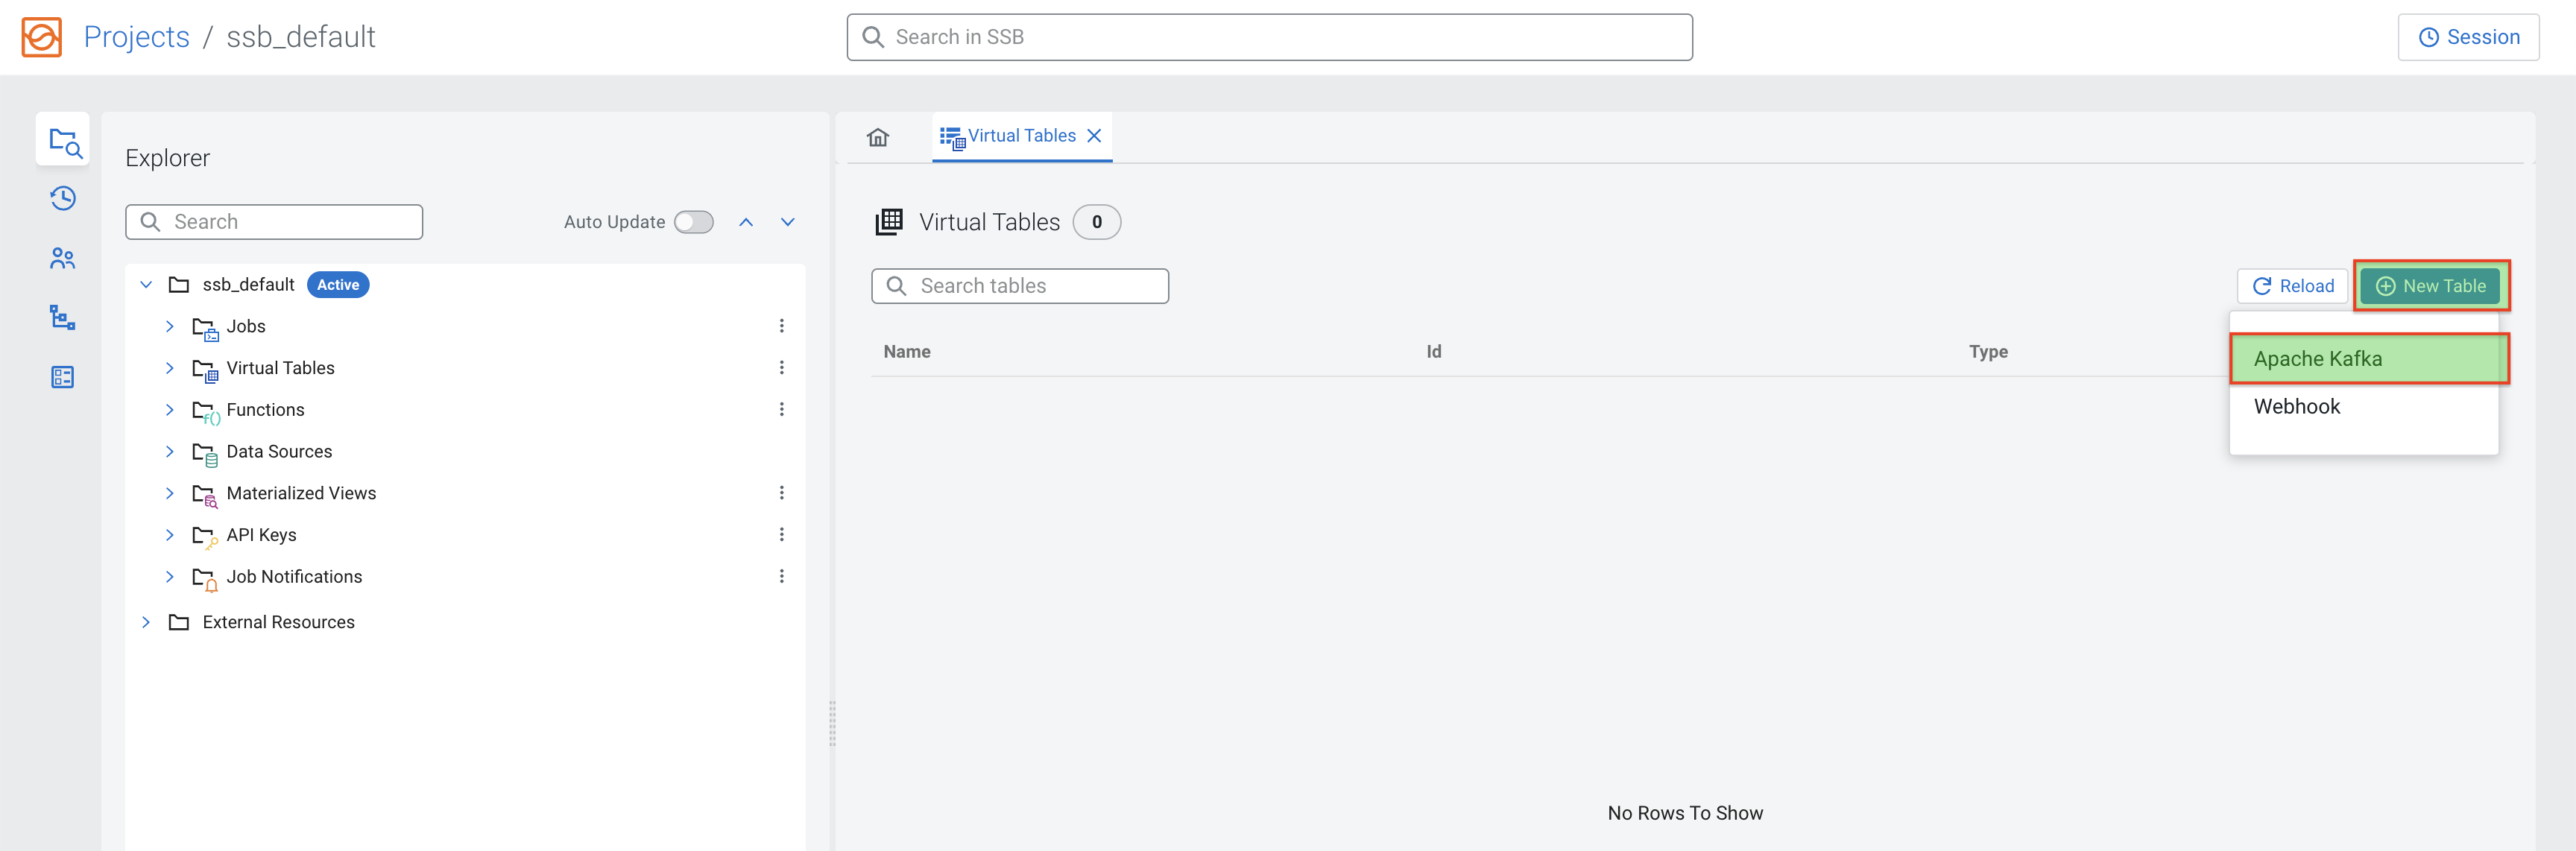 Projects / ssb_default
Search in SSB
Session
Explorer
Search
Auto Update
ssb_default Active
Jobs
Virtual Tables
Functions
Data Sources
Materialized Views
API Keys
Job Notifications
External Resources
Virtual Tables
Virtual Tables 0
Search tables
Reload
New Table
Name Id Type
Apache Kafka
Webhook
No Rows To Show